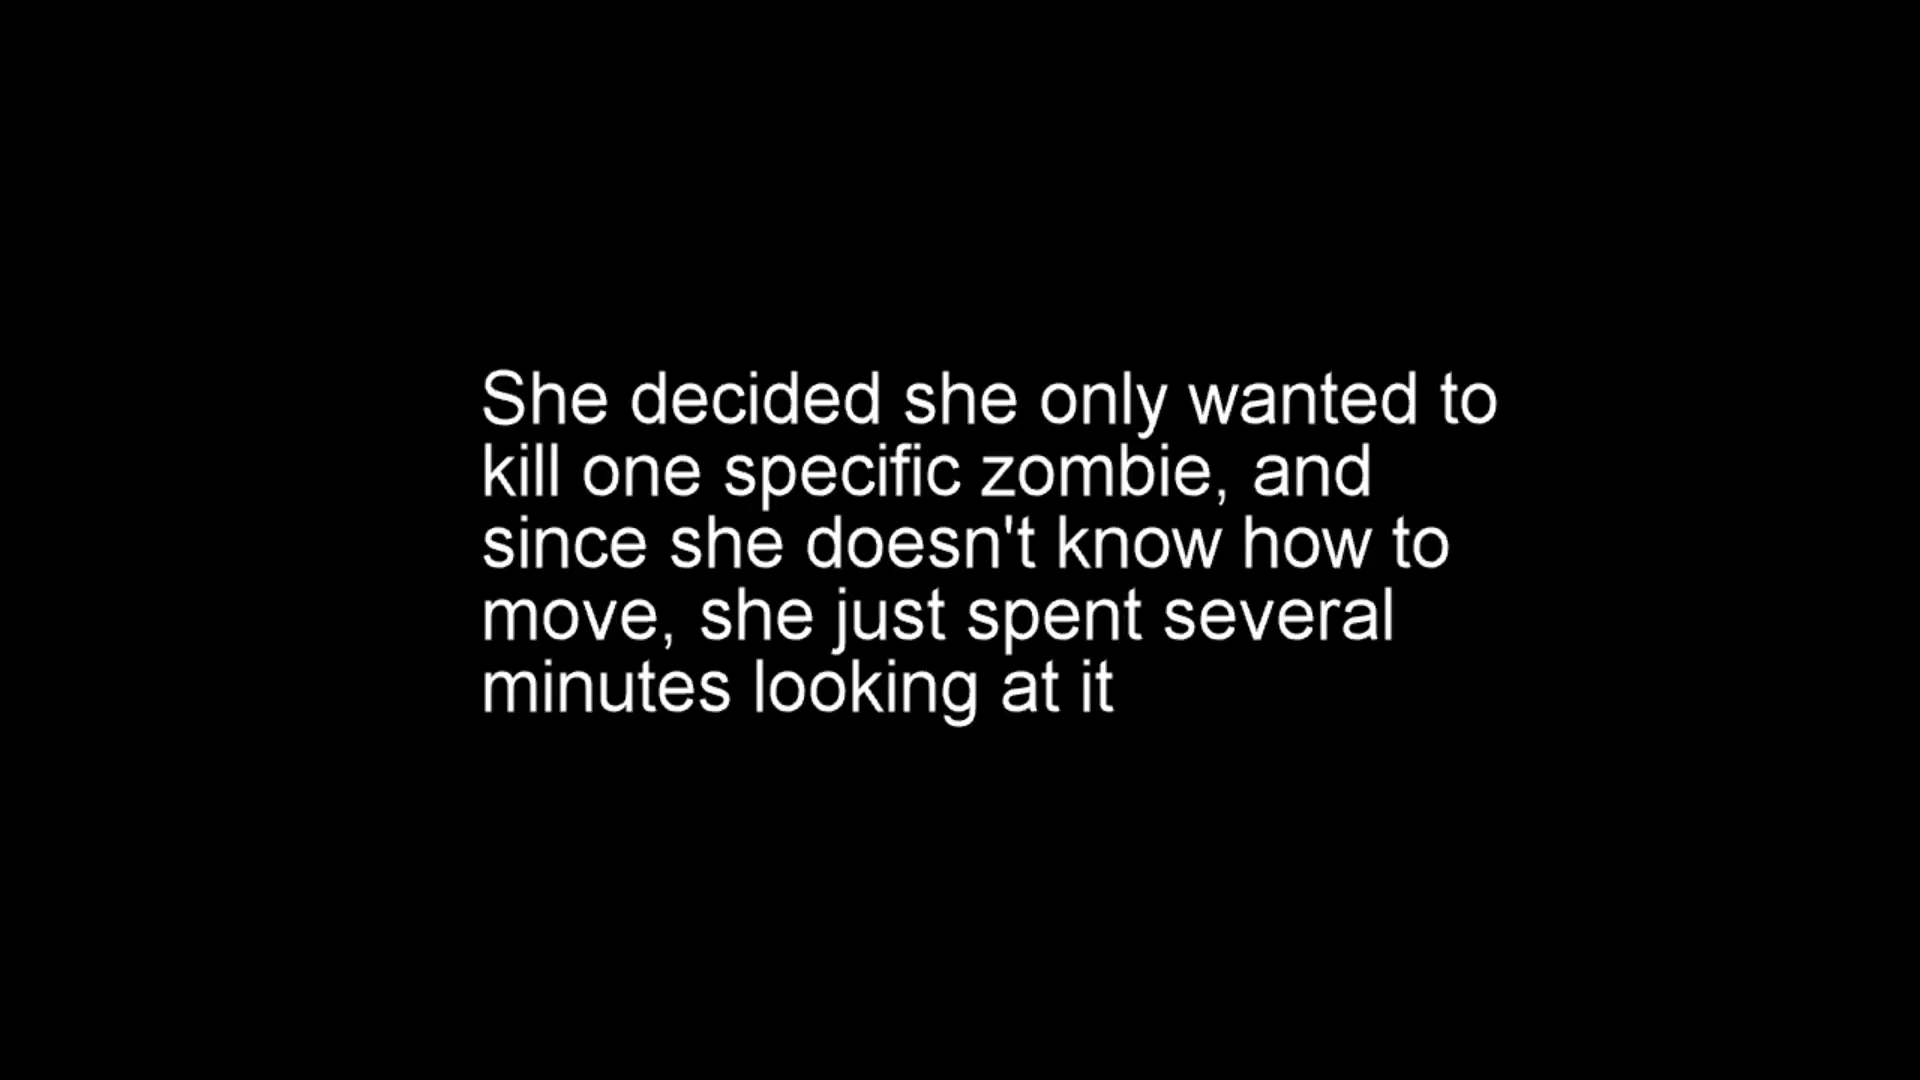 She decided she only wanted to
kill one specific zombie, and
since she doesn't know how to
move, she just spent several
minutes looking at it